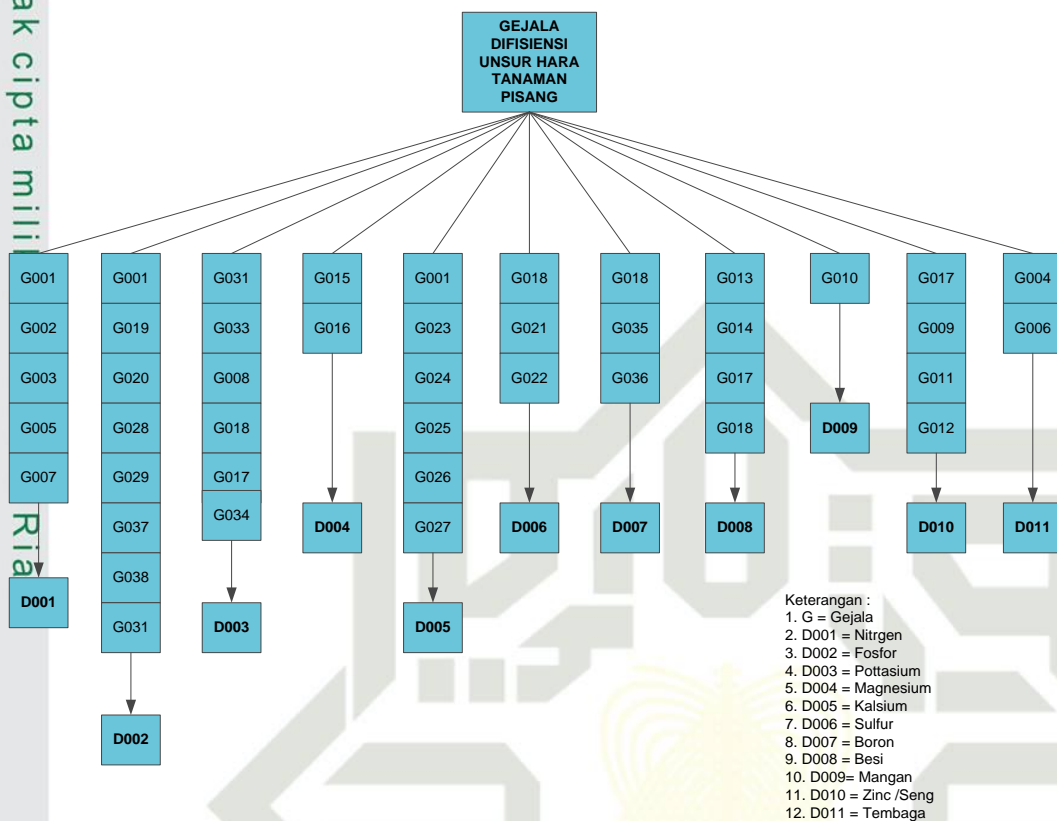 ak cipta milik
Ria
GEJALA
DIFISIENSI
UNSUR HARA
TANAMAN
PISANG
G001
G002
G003
G005
G007
D001
G001
G019
G020
G028
G029
G037
G038
G031
D002
G031
G033
G008
G018
G017
G034
D003
G015
G016
D004
G001
G023
G024
G025
G026
G027
D005
G018
G021
G022
D006
G018
G035
G036
D007
G013
G014
G017
G018
D008
G010
D009
G017
G009
G011
G012
D010
G004
G006
D011
Keterangan :
1. G = Gejala
2. D001 = Nitrgen
3. D002 = Fosfor
4. D003 = Pottasium
5. D004 = Magnesium
6. D005 = Kalsium
7. D006 = Sulfur
8. D007 = Boron
9. D008 = Besi
10. D009= Mangan
11. D010 = Zinc /Seng
12. D011 = Tembaga